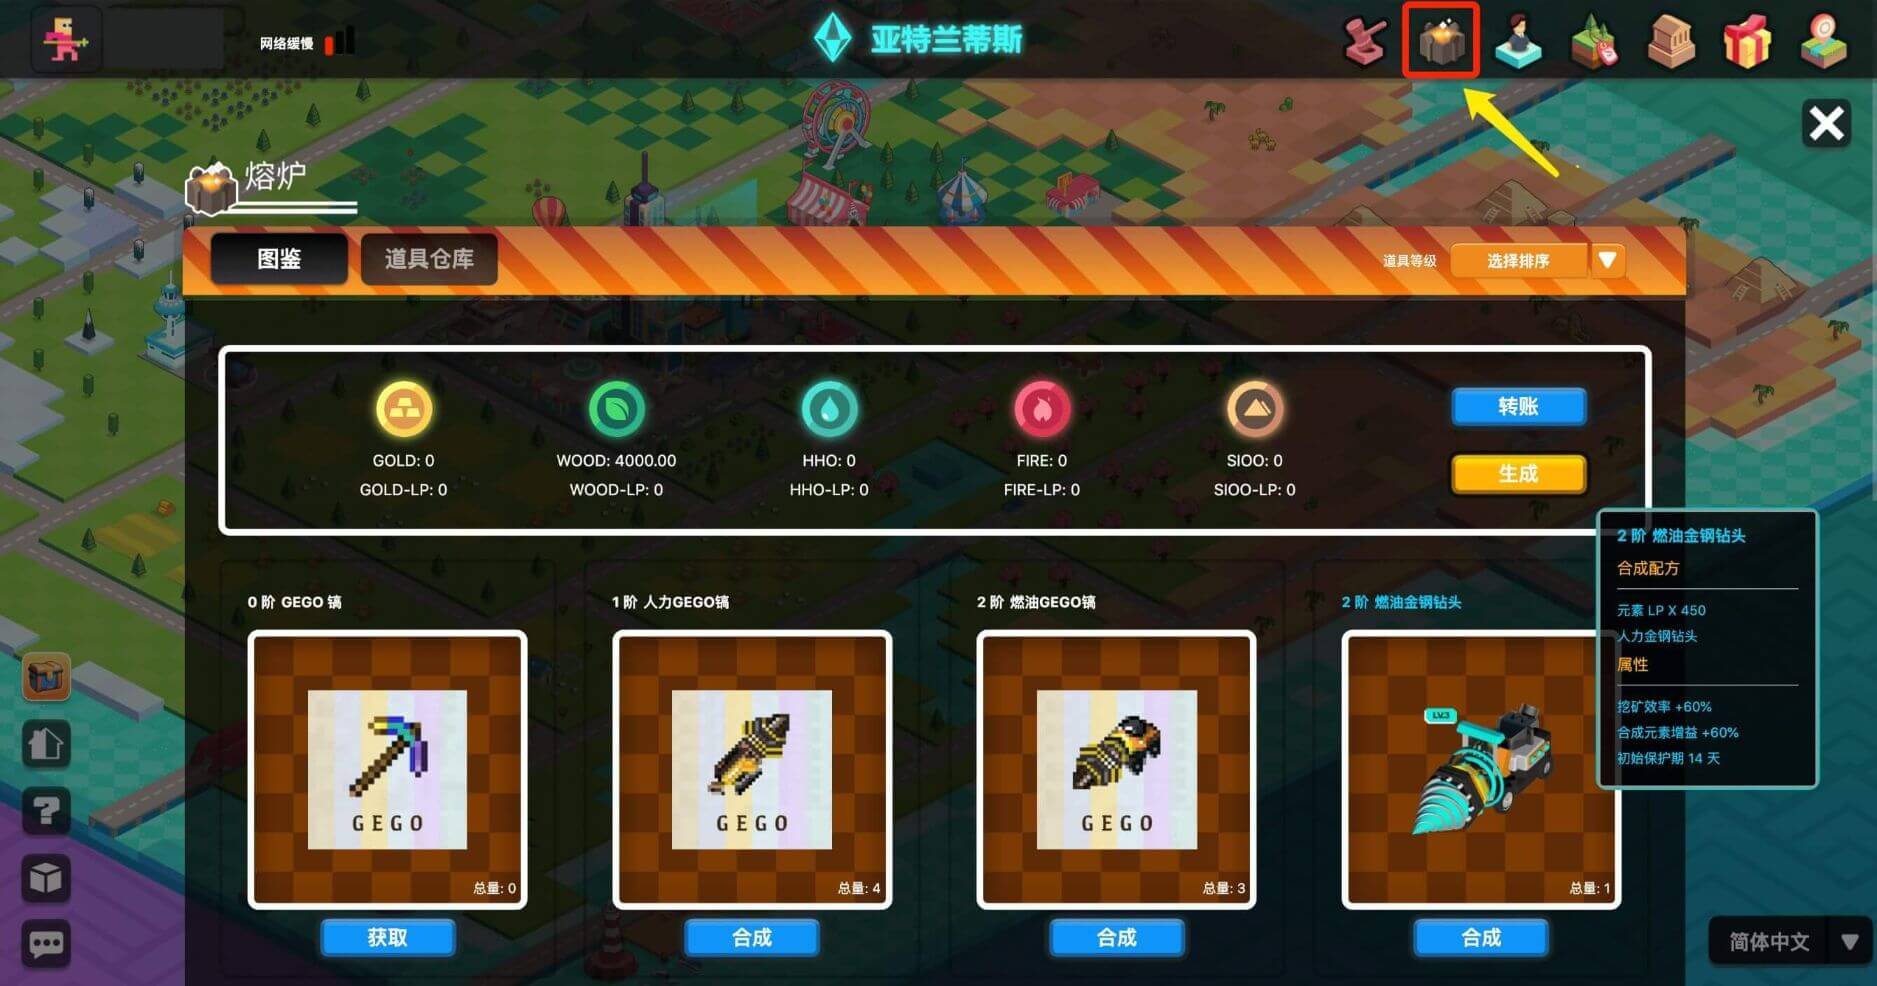 网络缓慢
亚特兰蒂斯
熔炉
图鉴
道具仓库
道具等级
选择排序
GOLD: 0
WOOD: 4000.00
HHO: 0
FIRE: 0
SIOO: 0
GOLD-LP: 0
WOOD-LP: 0
HHO-LP: 0
FIRE-LP: 0
SIOO-LP: 0
转账
生成
2 阶 燃油金钢钻头
合成配方
元素 LP X 450
人力金钢钻头
属性
挖矿效率 +60%
合成元素增益 +60%
初始保护期 14 天
0 阶 GEGO 镐
1 阶 人力GEGO镐
2 阶 燃油GEGO镐
2 阶 燃油金钢钻头
GEGO
GEGO
GEGO
LV.3
总量: 0
总量: 4
总量: 3
总量: 1
获取
合成
合成
合成
简体中文